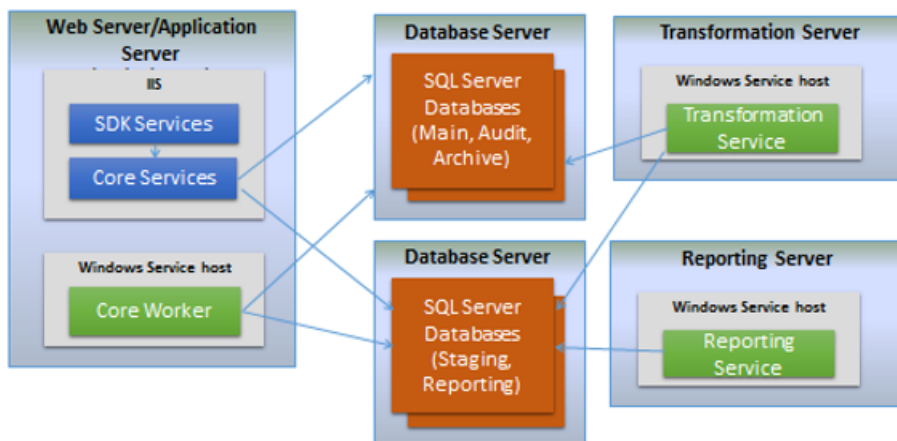 Web Server/Application
Server
IIS
SDK Services
Core Services
Windows Service host
Core Worker
Database Server
SQL Server
Databases
(Main, Audit,
Archive)
Database Server
SQL Server
Databases
(Staging,
Reporting)
Transformation Server
Windows Service host
Transformation
Service
Reporting Server
Windows Service host
Reporting
Service